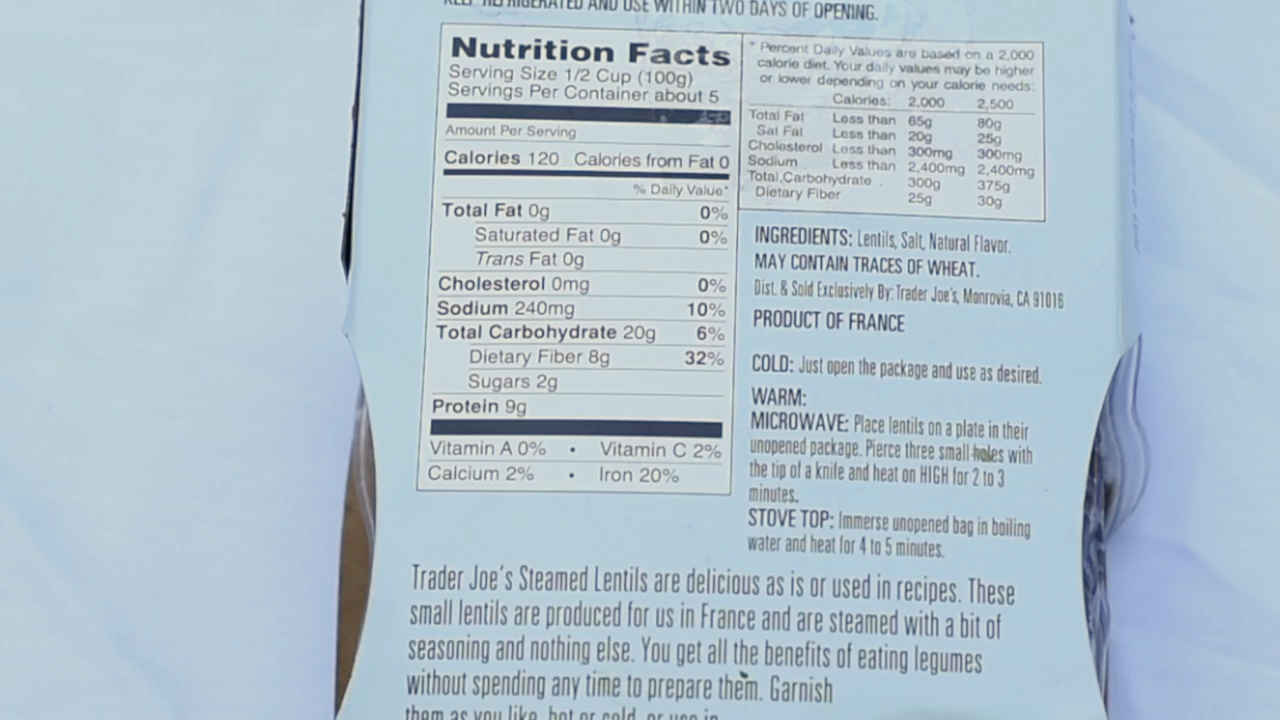 KEEP REFRIGERATED AND USE WITHIN TWO DAYS OF OPENING.
Nutrition Facts
Serving Size 1/2 Cup (100g)
Servings Per Container about 5
Amount Per Serving
Calories 120 Calories from Fat 0
% Daily Value*
Total Fat 0g 0%
Saturated Fat 0g 0%
Trans Fat 0g
Cholesterol 0mg 0%
Sodium 240mg 10%
Total Carbohydrate 20g 6%
Dietary Fiber 8g 32%
Sugars 2g
Protein 9g
Vitamin A 0% • Vitamin C 2%
Calcium 2% • Iron 20%
* Percent Daily Values are based on a 2,000
calorie diet. Your daily values may be higher
or lower depending on your calorie needs:
Calories: 2,000 2,500
Total Fat Less than 65g 80g
Sat Fat Less than 20g 25g
Cholesterol Less than 300mg 300mg
Sodium Less than 2,400mg 2,400mg
Total Carbohydrate 300g 375g
Dietary Fiber 25g 30g
INGREDIENTS: Lentils, Salt, Natural Flavor.
MAY CONTAIN TRACES OF WHEAT.
Dist. & Sold Exclusively By: Trader Joe's, Monrovia, CA 91016
PRODUCT OF FRANCE
COLD: Just open the package and use as desired.
WARM:
MICROWAVE: Place lentils on a plate in their
unopened package. Pierce three small holes with
the tip of a knife and heat on HIGH for 2 to 3
minutes.
STOVE TOP: Immerse unopened bag in boiling
water and heat for 4 to 5 minutes.
Trader Joe's Steamed Lentils are delicious as is or used in recipes. These
small lentils are produced for us in France and are steamed with a bit of
seasoning and nothing else. You get all the benefits of eating legumes
without spending any time to prepare them. Garnish
them as you like, hot or cold, or use in